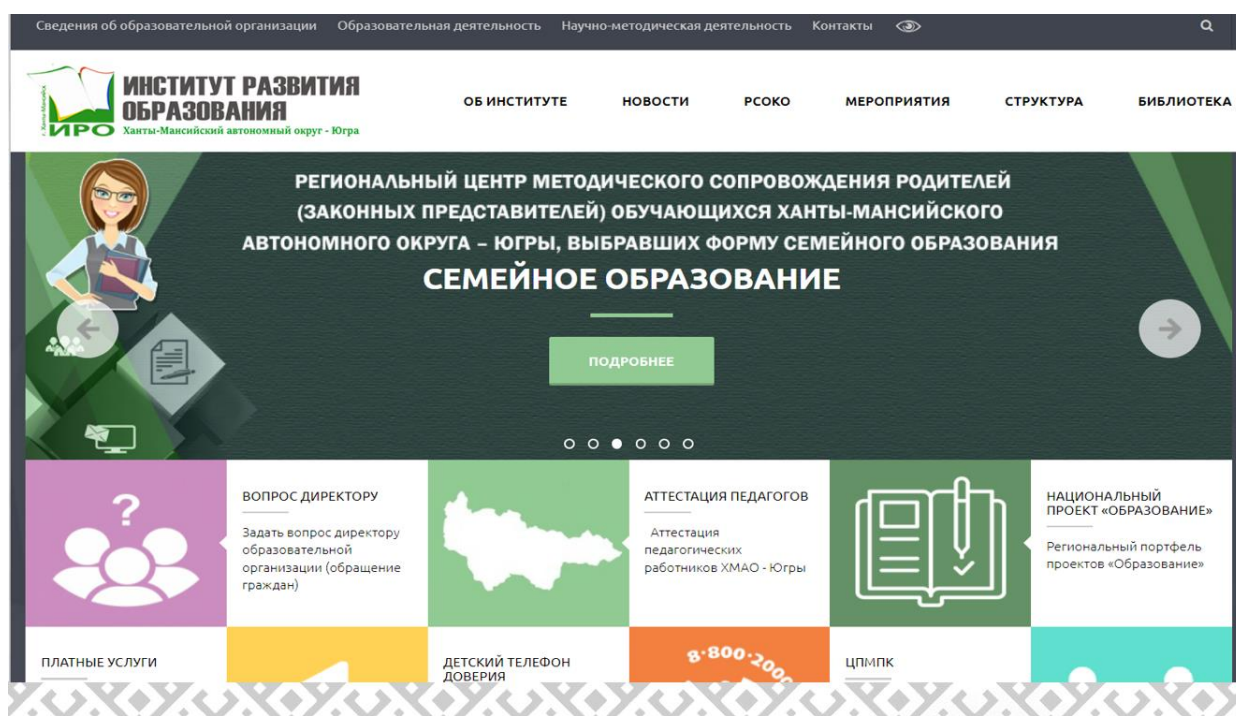 Сведения об образовательной организации Образовательная деятельность Научно-методическая деятельность Контакты
ИНСТИТУТ РАЗВИТИЯ
ОБРАЗОВАНИЯ
Ханты-Мансийский автономный округ - Югра
ИРО
г. Ханты-Мансийск
ОБ ИНСТИТУТЕ НОВОСТИ РСОКО МЕРОПРИЯТИЯ СТРУКТУРА БИБЛИОТЕКА
РЕГИОНАЛЬНЫЙ ЦЕНТР МЕТОДИЧЕСКОГО СОПРОВОЖДЕНИЯ РОДИТЕЛЕЙ
(ЗАКОННЫХ ПРЕДСТАВИТЕЛЕЙ) ОБУЧАЮЩИХСЯ ХАНТЫ-МАНСИЙСКОГО
АВТОНОМНОГО ОКРУГА – ЮГРЫ, ВЫБРАВШИХ ФОРМУ СЕМЕЙНОГО ОБРАЗОВАНИЯ
СЕМЕЙНОЕ ОБРАЗОВАНИЕ
ПОДРОБНЕЕ
?
ВОПРОС ДИРЕКТОРУ
Задать вопрос директору
образовательной
организации (обращение
граждан)
АТТЕСТАЦИЯ ПЕДАГОГОВ
Аттестация
педагогических
работников ХМАО - Югры
НАЦИОНАЛЬНЫЙ
ПРОЕКТ «ОБРАЗОВАНИЕ»
Региональный портфель
проектов «Образование»
ПЛАТНЫЕ УСЛУГИ
ДЕТСКИЙ ТЕЛЕФОН
ДОВЕРИЯ
8·800·2000
ЦПМПК